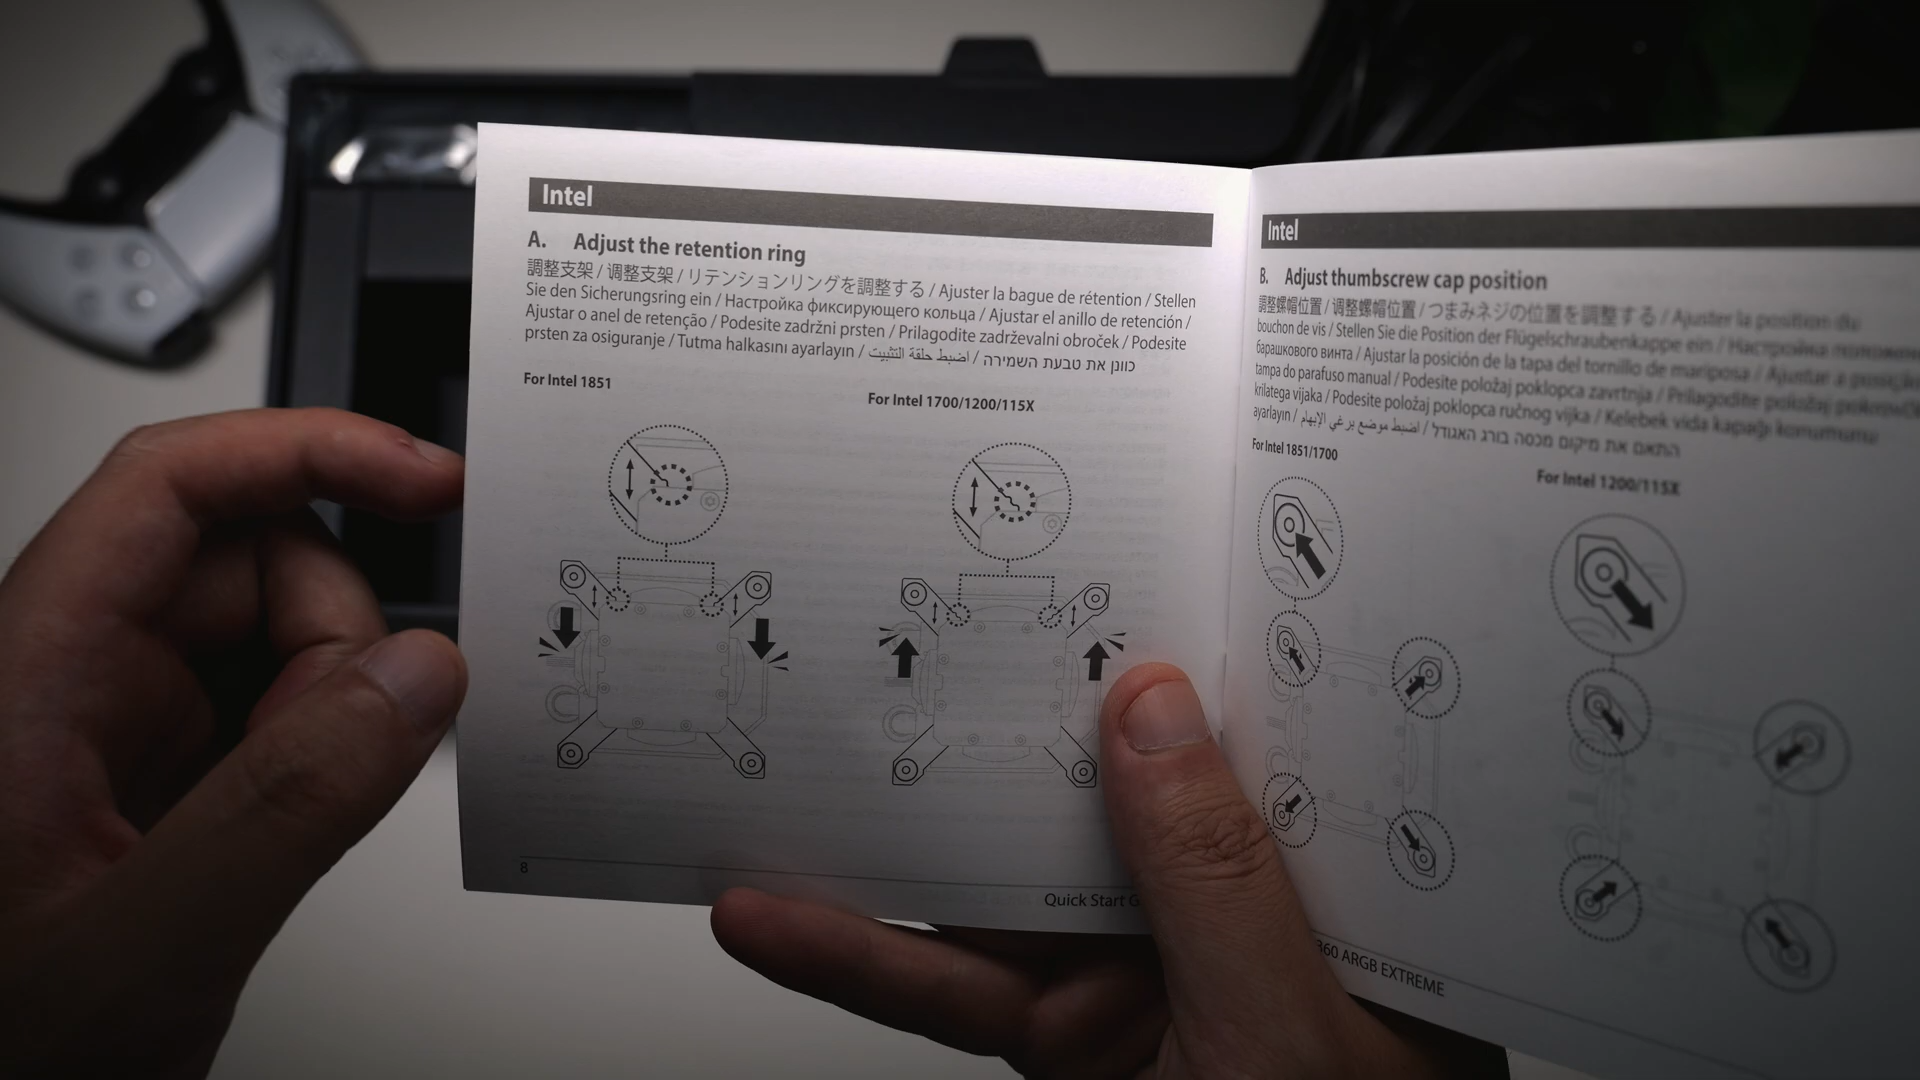 Intel
A. Adjust the retention ring
調整支架 / 调整支架 / リテンションリングを調整する / Ajuster la bague de rétention / Stellen
Sie den Sicherungsring ein / Настройка фиксирующего кольца / Ajustar el anillo de retención /
Ajustar o anel de retenção / Podesite zadržni prsten / Prilagodite zadrževalni obroček / Podesite
prsten za osiguranje / Tutma halkasını ayarlayın / اضبط حلقة التثبيت / כוונן את טבעת השמירה
For Intel 1851
For Intel 1700/1200/115X
8
Quick Start G
Intel
B. Adjust thumbscrew cap position
調整螺帽位置 / 调整螺帽位置 / つまみネジの位置を調整する / Ajuster la position du
bouchon de vis / Stellen Sie die Position der Flügelschraubenkappe ein / Настройка
барашкового винта / Ajustar la posición de la tapa del tornillo de mariposa / Ajustar a
tampa do parafuso manual / Podesite položaj poklopca zavrtnja / Prilagodite položaj
krilatega vijaka / Podesite položaj poklopca ručnog vijka / Kelebek vida kapağı konumunu
ayarlayın / اضبط موضع برغي الإبهام / התאם את מיקום מכסה בורג האגודל
For Intel 1851/1700
For Intel 1200/115X
360 ARGB EXTREME